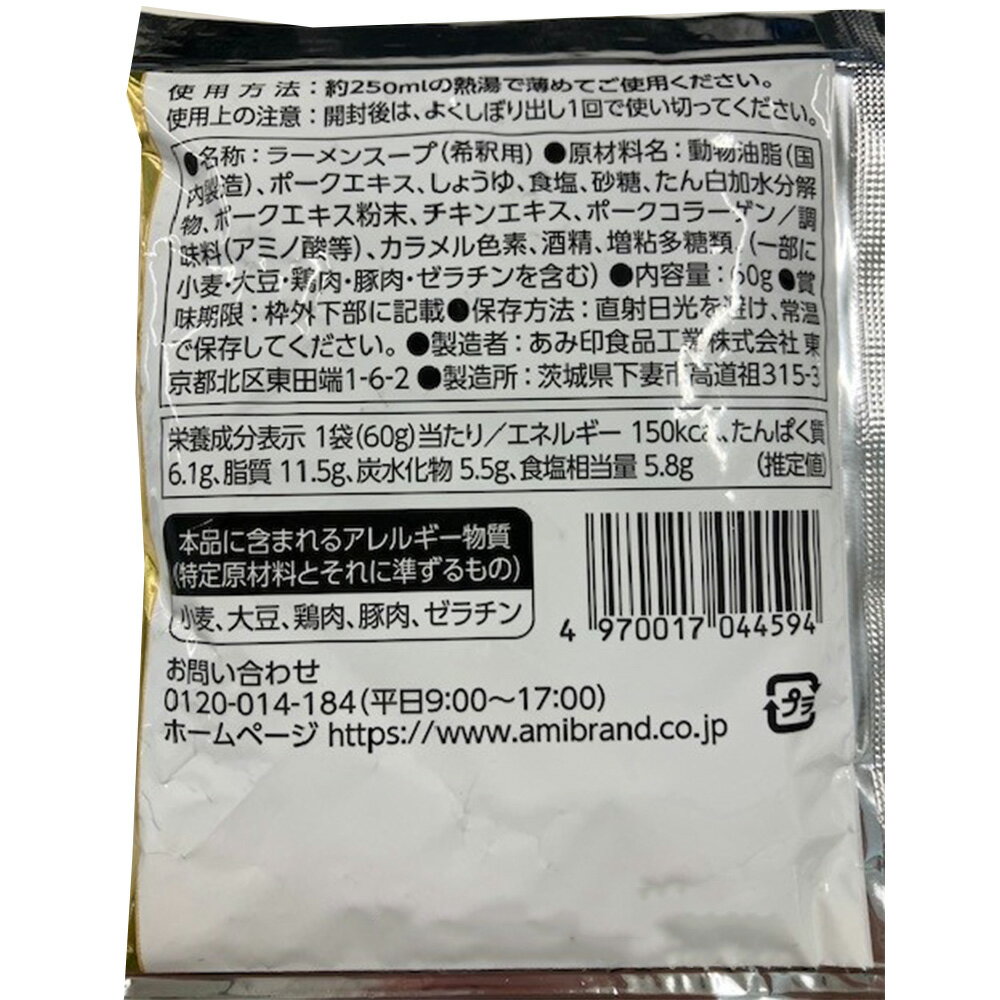 使用方法：約250mlの熱湯で薄めてご使用ください。
使用上の注意：開封後は、よくしぼり出し1回で使い切ってください。
●名称：ラーメンスープ(希釈用) ●原材料名：動物油脂(国
内製造)、ポークエキス、しょうゆ、食塩、砂糖、たん白加水分解
物、ポークエキス粉末、チキンエキス、ポークコラーゲン／調
味料(アミノ酸等)、カラメル色素、酒精、増粘多糖類、(一部に
小麦・大豆・鶏肉・豚肉・ゼラチンを含む) ●内容量：60g ●賞
味期限：枠外下部に記載 ●保存方法：直射日光を避け、常温
で保存してください。●製造者：あみ印食品工業株式会社 東
京都北区東田端1-6-2 ●製造所：茨城県下妻市高道祖315-3
栄養成分表示 1袋(60g)当たり／エネルギー 150kcal、たんぱく質
6.1g、脂質 11.5g、炭水化物 5.5g、食塩相当量 5.8g (推定値)
本品に含まれるアレルギー物質
(特定原材料とそれに準ずるもの)
小麦、大豆、鶏肉、豚肉、ゼラチン
4 970017 044594
お問い合わせ
0120-014-184(平日9:00〜17:00)
ホームページ https://www.amibrand.co.jp
プラ